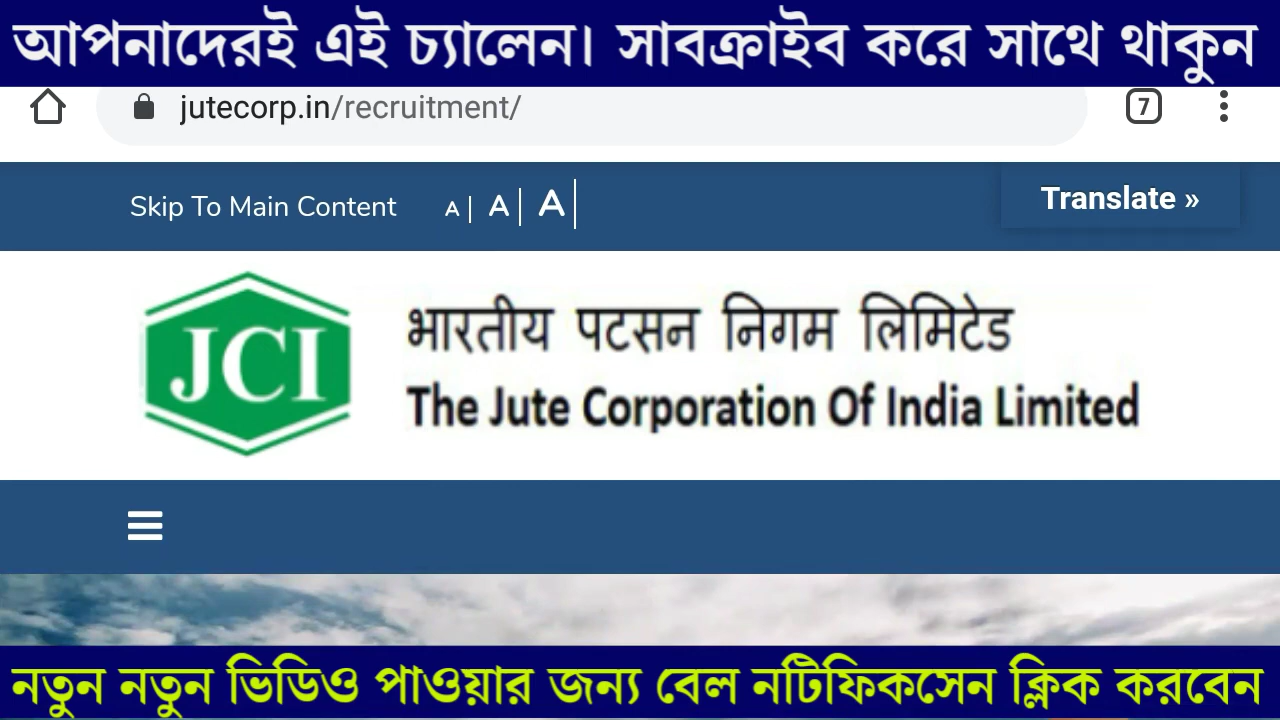 আপনাদেরই এই চ্যালেন। সাবক্রাইব করে সাথে থাকুন
jutecorp.in/recruitment/
7
Skip To Main Content A A A
Translate »
JCI
भारतीय पटसन निगम लिमिटेड
The Jute Corporation Of India Limited
নতুন নতুন ভিডিও পাওয়ার জন্য বেল নটিফিকসেন ক্লিক করবেন